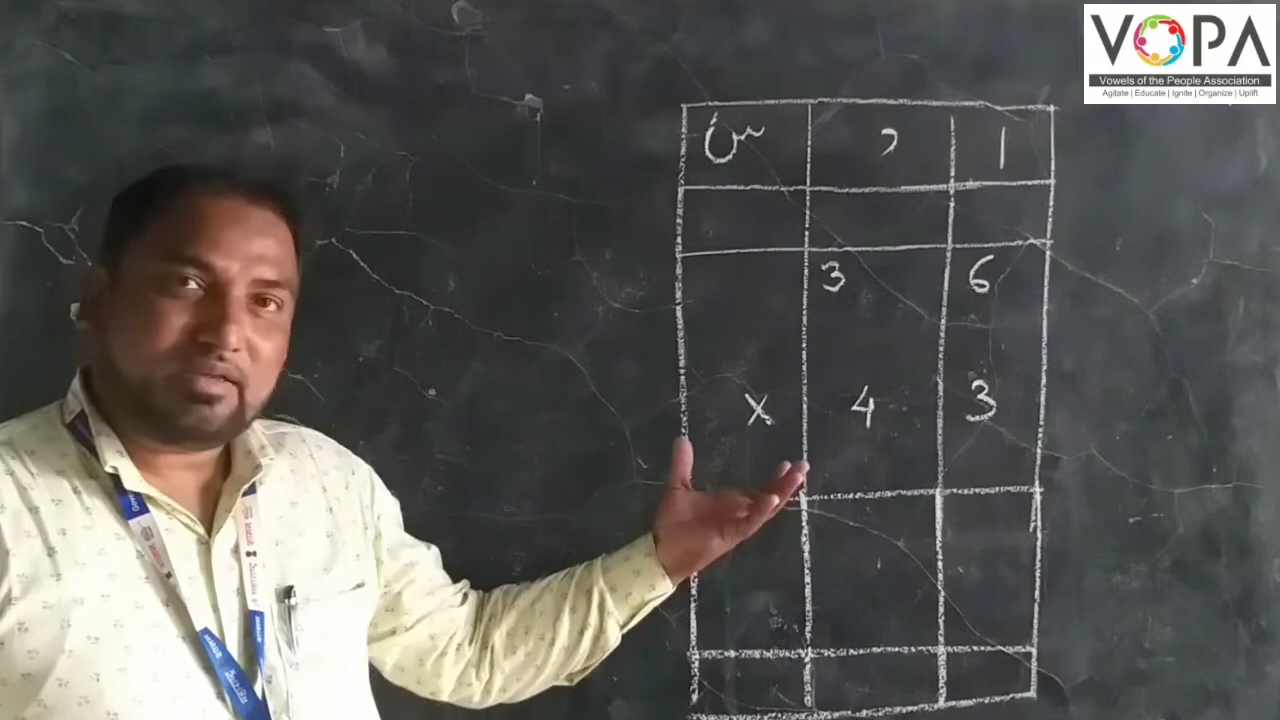 VOPA
Vowels of the People Association
Agitate | Educate | Ignite | Organize | Uplift
س د ا
3 6
x 4 3